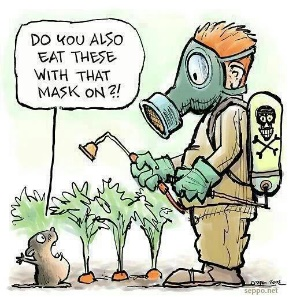 DO YOU ALSO
EAT THESE
WITH THAT
MASK ON?!
seppo.net